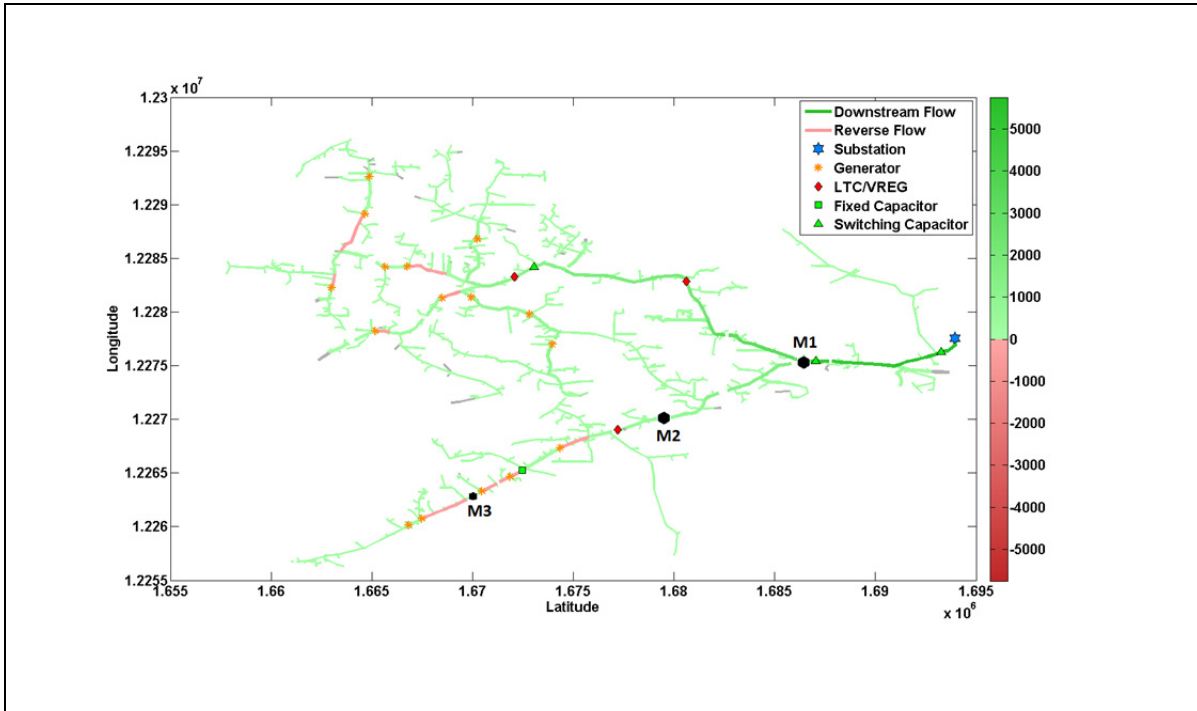 x 10^7
1.23
1.2295
1.229
1.2285
1.228
1.2275
1.227
1.2265
1.226
1.2255
Longitude
Downstream Flow
Reverse Flow
Substation
Generator
LTC/VREG
Fixed Capacitor
Switching Capacitor
M1
M2
M3
5000
4000
3000
2000
1000
0
-1000
-2000
-3000
-4000
-5000
1.655 1.66 1.665 1.67 1.675 1.68 1.685 1.69 1.695
Latitude
x 10^6